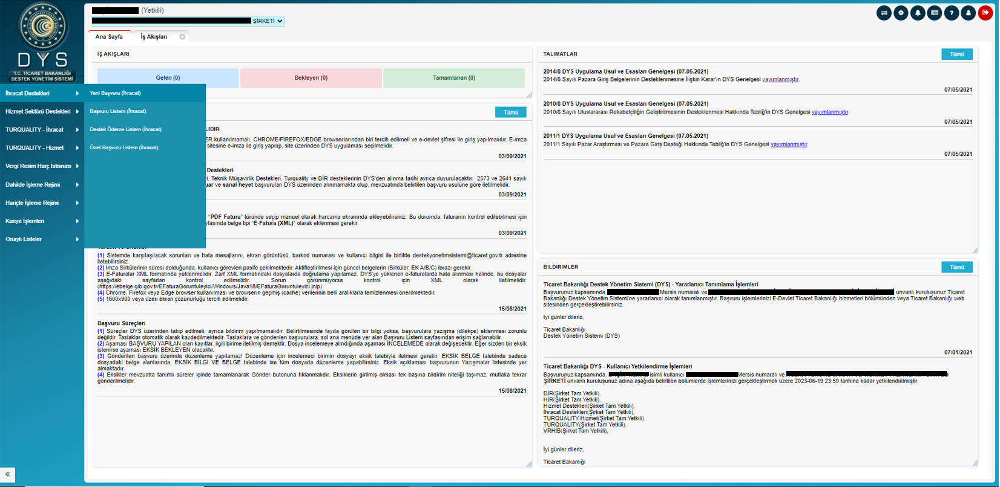 DYS
T.C. TİCARET BAKANLIĞI
DESTEK YÖNETİM SİSTEMİ
(Yetkili)
ŞİRKETİ
Ana Sayfa
İş Akışları
İhracat Destekleri
Hizmet Sektörü Destekleri
TURQUALITY - İhracat
TURQUALITY - Hizmet
Vergi Resim Harç İstisnası
Dahilde İşleme Rejimi
Hariçte İşleme Rejimi
Künye İşlemleri
Onaylı Listeler
Yeni Başvuru (İhracat)
Başvuru Listem (İhracat)
Destek Ödeme Listem (İhracat)
Özet Başvuru Listem (İhracat)
İŞ AKIŞLARI
Gelen (0)
Bekleyen (0)
Tamamlanan (0)
Tümü
LIDIR
ER kullanılmamalı, CHROME/FİREFOX/EDGE browserlarından biri tercih edilmeli ve e-devlet şifresi ile giriş yapılmalıdır. E-imza
sitesine e-imza ile giriş yapılıp, site üzerinden DYS uygulaması seçilmelidir.
03/09/2021
Destekleri
ri, Teknik Müşavirlik Destekleri, Turquality ve DİR desteklerinin DYS'den alınma tarihi ayrıca duyurulacaktır. 2573 ve 2641 sayılı
uar ve sanal heyet başvuruları DYS üzerinden alınmamakta olup, mevzuatında belirtilen başvuru usulüne göre iletilmelidir.
03/09/2021
“PDF Fatura” türünde seçip manuel olarak harcama ekranında ekleyebilirsiniz. Bu durumda, faturanın kontrol edilebilmesi için
yfasında belge tipi “E-Fatura (XML)” olarak eklenmesi gerekir.
03/09/2021
(1) Sistemde karşılaşılacak sorunları ve hata mesajlarını, ekran görüntüsü, barkod numarası ve kullanıcı bilgisi ile birlikte destekyonetimsistemi@ticaret.gov.tr adresine
iletebilirsiniz.
(2) İmza Sirkülerinin süresi dolduğunda, kullanıcı görevleri pasife çekilmektedir. Aktifleştirilmesi için güncel belgelerin (Sirküler, EK A/B/C) ibrazı gerekir.
(3) E-Faturalar XML formatında yüklenmelidir. Zarf XML formatındaki dosyalarda doğrulama yapılamaz. DYS'ye yüklenen e-faturalarda hata alınması halinde, bu dosyalar
aşağıdaki sayfadan kontrol edilmelidir. Sorun görünmüyorsa kontrol için XML olarak iletilmelidir.
(https://ebelge.gib.gov.tr/EFaturaGoruntuleyici/Windows/Java18/EFaturaGoruntuleyici.jnlp)
(4) Chrome, Firefox veya Edge browser kullanılması ve browserın geçmiş (cache) verilerinin belli aralıklarla temizlenmesi önerilmektedir.
(5) 1600x900 veya üzeri ekran çözünürlüğü tercih edilmelidir.
15/08/2021
Başvuru Süreçleri
(1) Süreçler DYS üzerinden takip edilmeli, ayrıca bildirim yapılmamalıdır. Belirtilmesinde fayda görülen bir bilgi yoksa, başvurulara yazışma (dilekçe) eklenmesi zorunlu
değildir. Taslaklar otomatik olarak kaydedilmektedir. Taslaklara ve gönderilen başvurulara, sol ana menüde yer alan Başvuru Listem sayfasından erişim sağlanabilir.
(2) Aşaması BAŞVURU YAPILAN olan kayıtlar, ilgili birime iletilmiş demektir. Dosya incelemeye alındığında aşaması İNCELEMEDE olarak değişecektir. Eğer sizden bir eksik
istenirse aşaması EKSİK BEKLEYEN olacaktır.
(3) Gönderilen başvuru üzerinde düzenleme yapılamaz! Düzenleme için incelemeci birimin dosyayı eksik talebiyle iletmesi gerekir. EKSİK BELGE talebinde sadece
dosyadaki belge alanlarında, EKSİK BİLGİ VE BELGE talebinde ise tüm dosyada düzenleme yapabilirsiniz. Eksik açıklaması başvurunun Yazışmalar listesinde yer
almaktadır.
(4) Eksikler mevzuatta tanımlı süreler içinde tamamlanarak Gönder butonuna tıklanmalıdır. Eksiklerin girilmiş olması tek başına bildirim niteliği taşımaz, mutlaka tekrar
gönderilmelidir.
15/08/2021
TALIMATLAR
Tümü
2014/8 DYS Uygulama Usul ve Esasları Genelgesi (07.05.2021)
2014/8 Sayılı Pazara Giriş Belgelerinin Desteklenmesine İlişkin Karar'ın DYS Genelgesi yayımlanmıştır.
07/05/2021
2010/8 DYS Uygulama Usul ve Esasları Genelgesi (07.05.2021)
2010/8 Sayılı Uluslararası Rekabetçiliğin Geliştirilmesinin Desteklenmesi Hakkında Tebliğ'in DYS Genelgesi yayımlanmıştır.
07/05/2021
2011/1 DYS Uygulama Usul ve Esasları Genelgesi (07.05.2021)
2011/1 Sayılı Pazar Araştırması ve Pazara Giriş Desteği Hakkında Tebliğ'in DYS Genelgesi yayımlanmıştır.
07/05/2021
BILDIRIMLER
Tümü
Ticaret Bakanlığı Destek Yönetim Sistemi (DYS) - Yararlanıcı Tanımlama İşlemleri
Başvurunuz kapsamında, Mersis numaralı ve unvanlı kuruluşunuz Ticaret
Bakanlığı Destek Yönetim Sistemi'ne yararlanıcı olarak tanımlanmıştır. Başvuru işlemlerinizi E-Devlet Ticaret Bakanlığı hizmetleri bölümünden veya Ticaret Bakanlığı web
sitesinden gerçekleştirebilirsiniz.
İyi günler dileriz,
Ticaret Bakanlığı
Destek Yönetim Sistemi (DYS)
07/01/2021
Ticaret Bakanlığı DYS - Kullanıcı Yetkilendirme İşlemleri
Başvurunuz kapsamında, isimli kullanıcı Mersis numaralı ve
ŞİRKETİ unvanlı kuruluşunuz adına aşağıda belirtilen bölümlerde işlemlerinizi gerçekleştirmek üzere 2023-06-19 23:59 tarihine kadar yetkilendirilmiştir.
DİR(Şirket Tam Yetkili),
HİR(Şirket Tam Yetkili),
Hizmet Destekleri(Şirket Tam Yetkili),
İhracat Destekleri(Şirket Tam Yetkili),
TURQUALITY-Hizmet(Şirket Tam Yetkili),
TURQUALITY(Şirket Tam Yetkili),
VRHİB(Şirket Tam Yetkili),
İyi günler dileriz,
Ticaret Bakanlığı